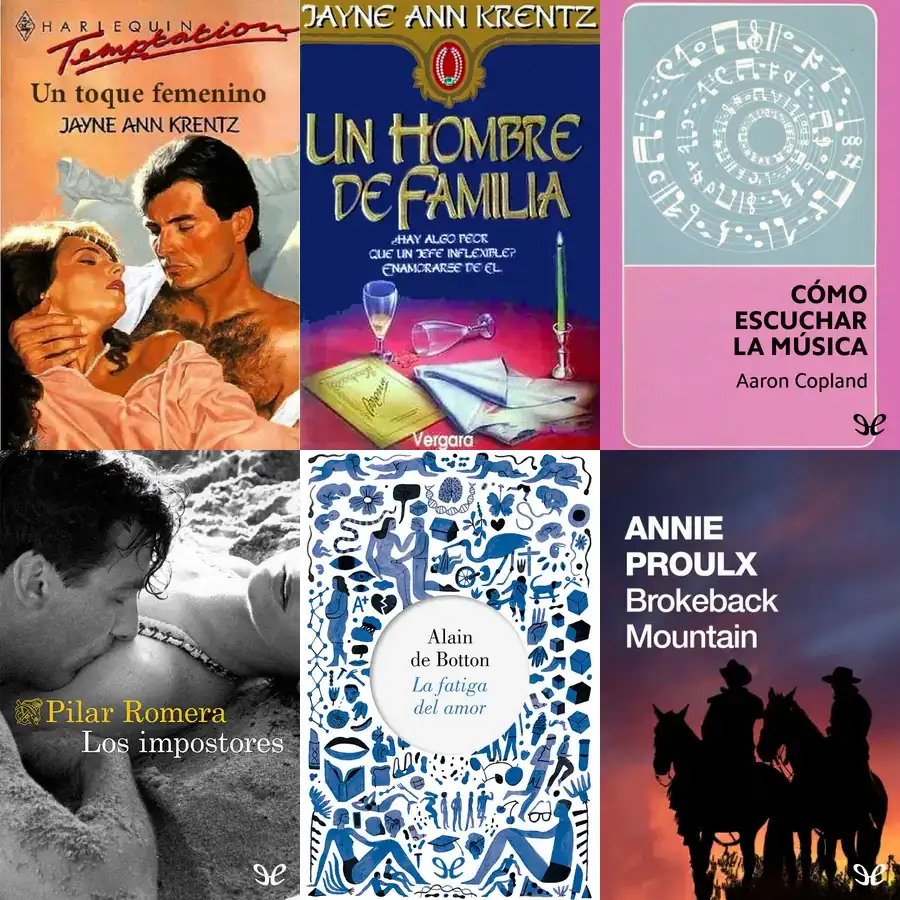 HARLEQUIN
Temptation
Un toque femenino
JAYNE ANN KRENTZ
JAYNE ANN KRENTZ
UN HOMBRE
DE FAMILIA
¿HAY ALGO PEOR
QUE UN JEFE INFLEXIBLE?
ENAMORARSE DE EL.
Menu
Vergara
CÓMO
ESCUCHAR
LA MÚSICA
Aaron Copland
Pilar Romera
Los impostores
A+
Alain
de Botton
La fatiga
del amor
ANNIE
PROULX
Brokeback
Mountain